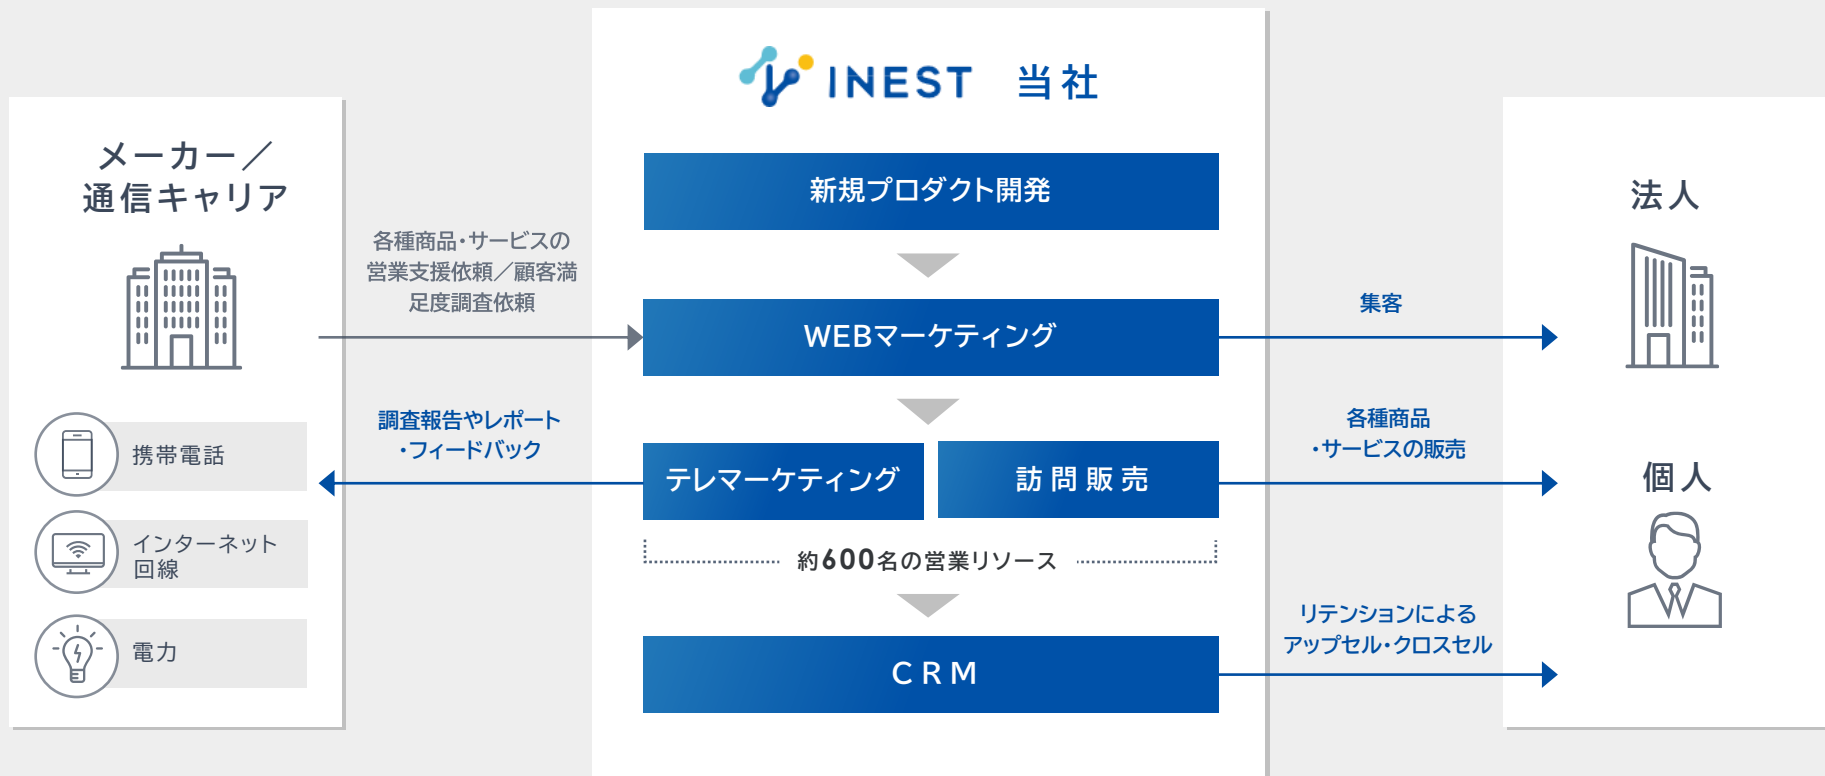 INEST 当社
メーカー／
通信キャリア
携帯電話
インターネット
回線
電力
各種商品・サービスの
営業支援依頼／顧客満
足度調査依頼
調査報告やレポート
・フィードバック
新規プロダクト開発
WEBマーケティング
テレマーケティング
訪問販売
約600名の営業リソース
CRM
集客
各種商品
・サービスの販売
リテンションによる
アップセル・クロスセル
法人
個人